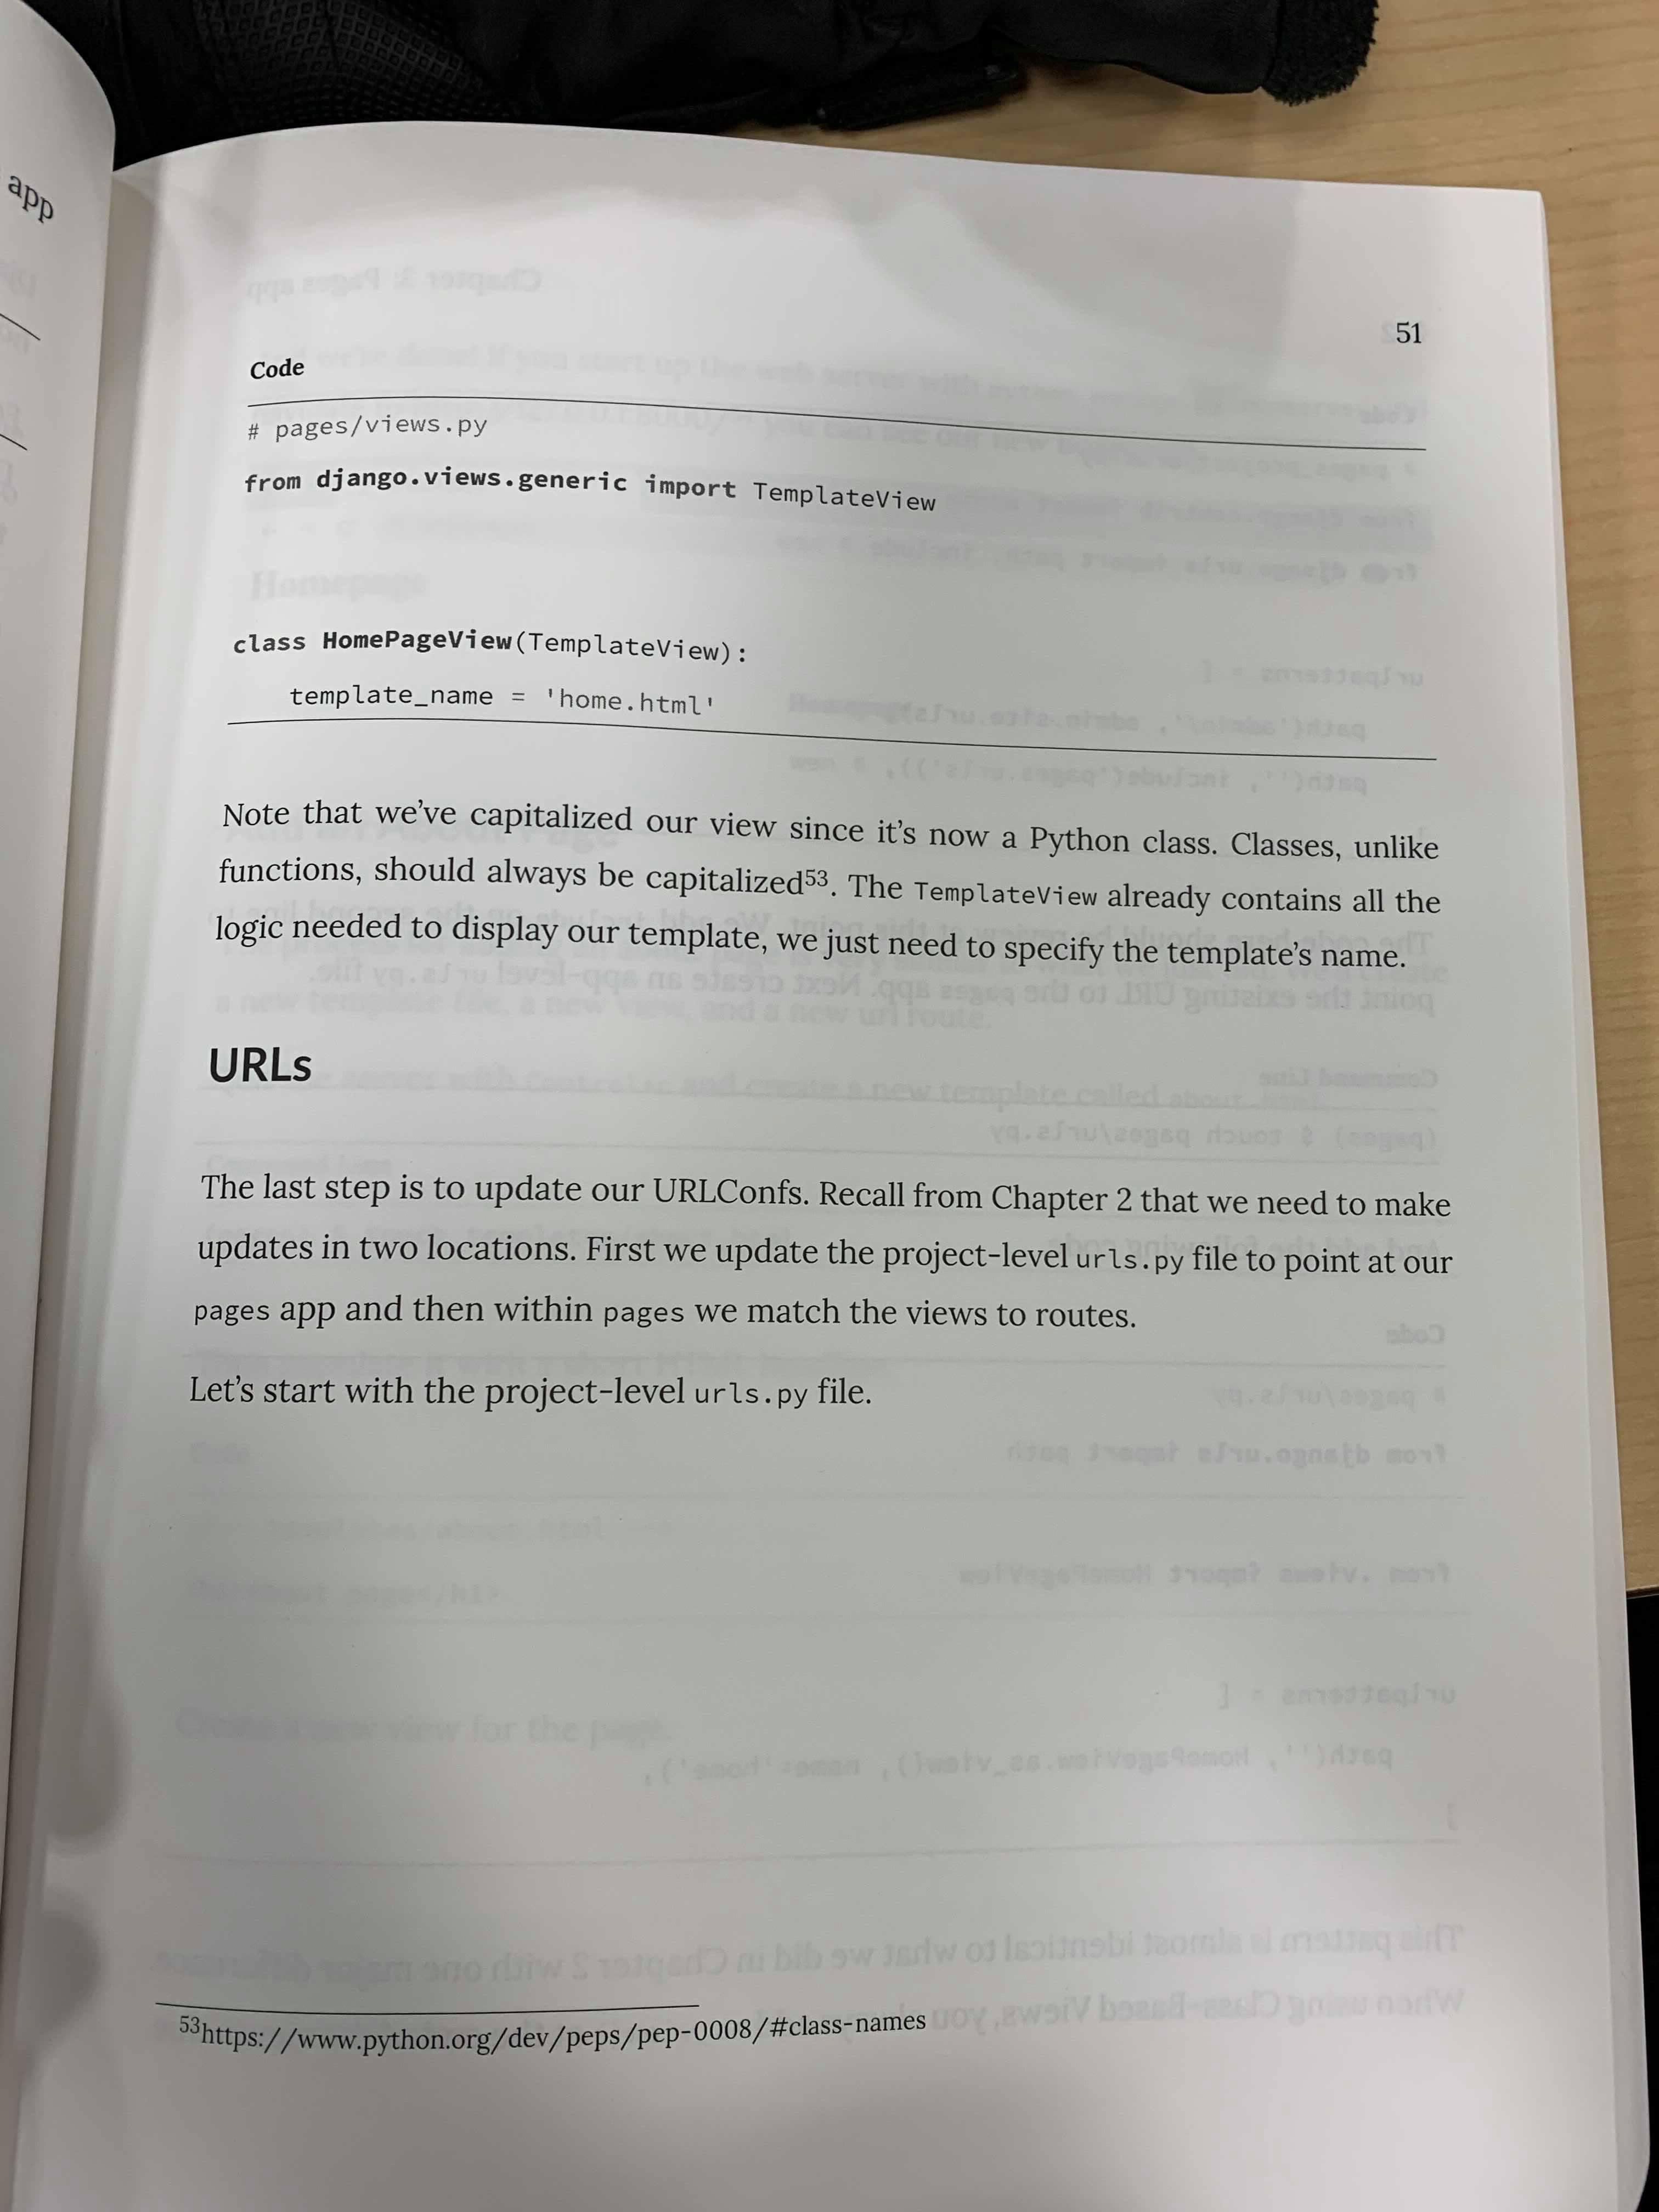 app
51
Code
# pages/views.py
from django.views.generic import TemplateView
class HomePageView(TemplateView):
    template_name = 'home.html'
Note that we've capitalized our view since it's now a Python class. Classes, unlike
functions, should always be capitalized53. The TemplateView already contains all the
logic needed to display our template, we just need to specify the template's name.
URLs
The last step is to update our URLConfs. Recall from Chapter 2 that we need to make
updates in two locations. First we update the project-level urls.py file to point at our
pages app and then within pages we match the views to routes.
Let's start with the project-level urls.py file.
53https://www.python.org/dev/peps/pep-0008/#class-names